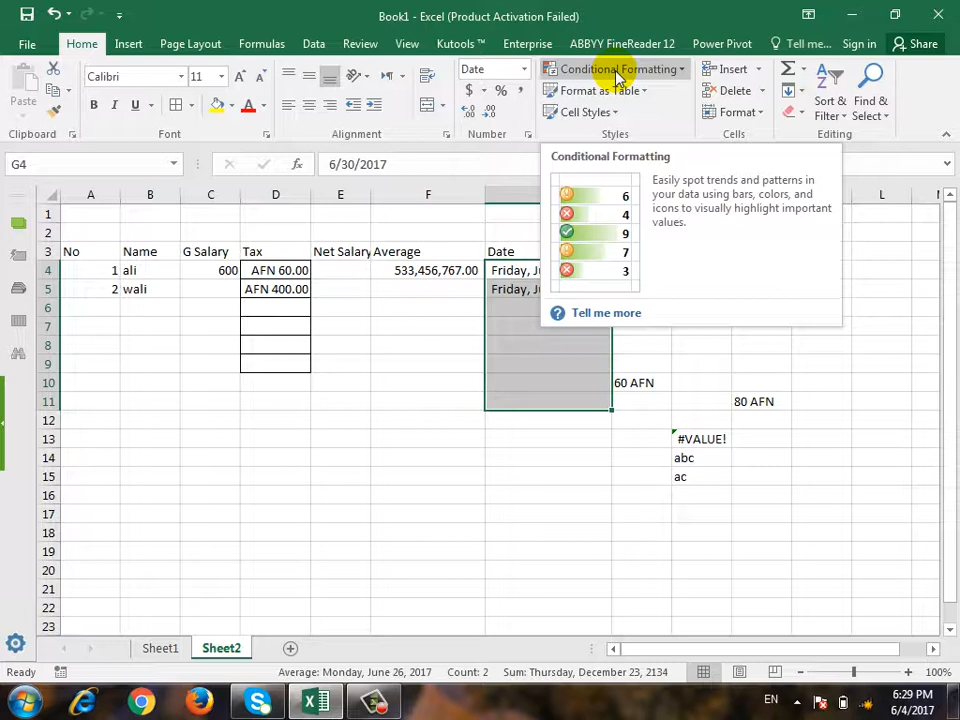 Book1 - Excel (Product Activation Failed)
File Home Insert Page Layout Formulas Data Review View Kutools ™ Enterprise ABBYY FineReader 12 Power Pivot Tell me... Sign in Share
Paste
Calibri 11
B I U
Date
$ % ,
Conditional Formatting
Format as Table
Cell Styles
Insert
Delete
Format
Sort & Filter
Find & Select
Clipboard Font Alignment Number Styles Cells Editing
G4 fx 6/30/2017
Conditional Formatting
Easily spot trends and patterns in
your data using bars, colors, and
icons to visually highlight important
values.
6
4
9
7
3
Tell me more
A B C D E F L
1
2
3 No Name G Salary Tax Net Salary Average Date
4 1 ali 600 AFN 60.00 533,456,767.00 Friday,
5 2 wali AFN 400.00 Friday,
6
7
8
9
10 60 AFN
11 80 AFN
12
13 #VALUE!
14 abc
15 ac
16
17
18
19
20
21
22
23
Sheet1 Sheet2
Ready Average: Monday, June 26, 2017 Count: 2 Sum: Thursday, December 23, 2134 100%
EN 6:29 PM
6/4/2017